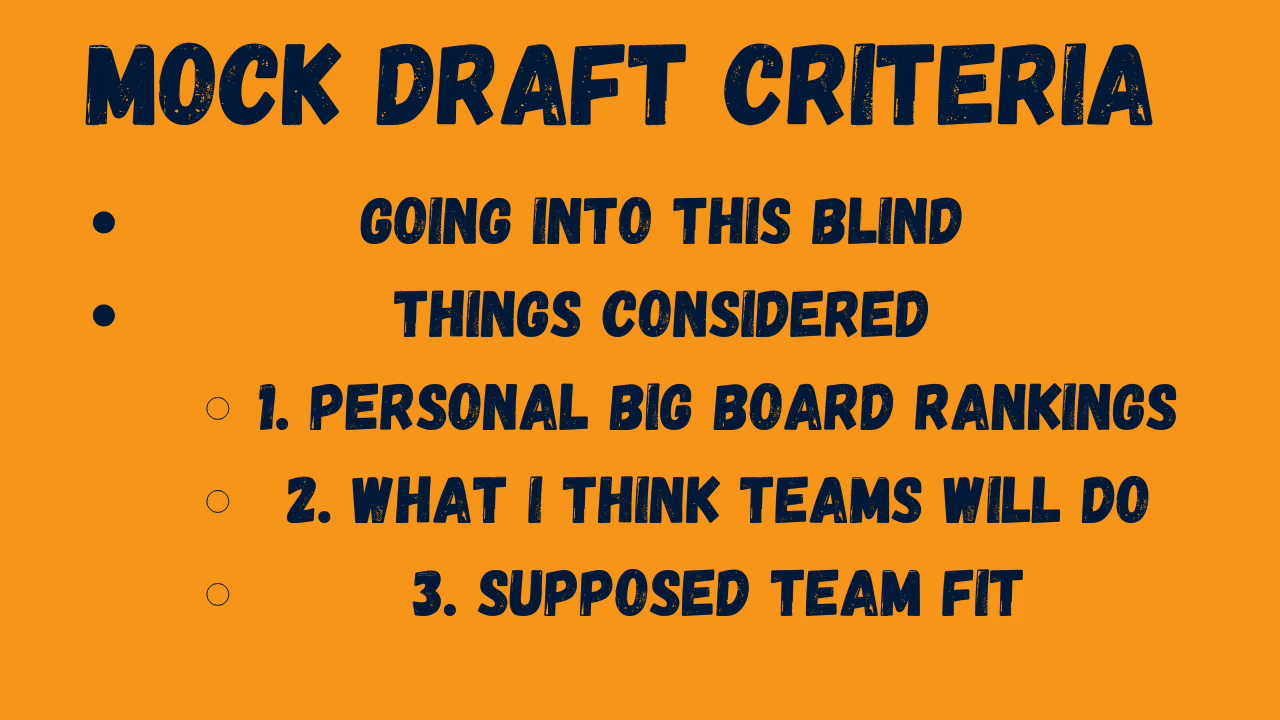 MOCK DRAFT CRITERIA
GOING INTO THIS BLIND
THINGS CONSIDERED
1. PERSONAL BIG BOARD RANKINGS
2. WHAT I THINK TEAMS WILL DO
3. SUPPOSED TEAM FIT